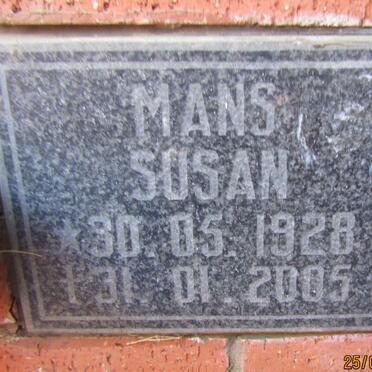 MANS
SUSAN
* 30. 05. 1928
† 31. 01. 2005
25/0